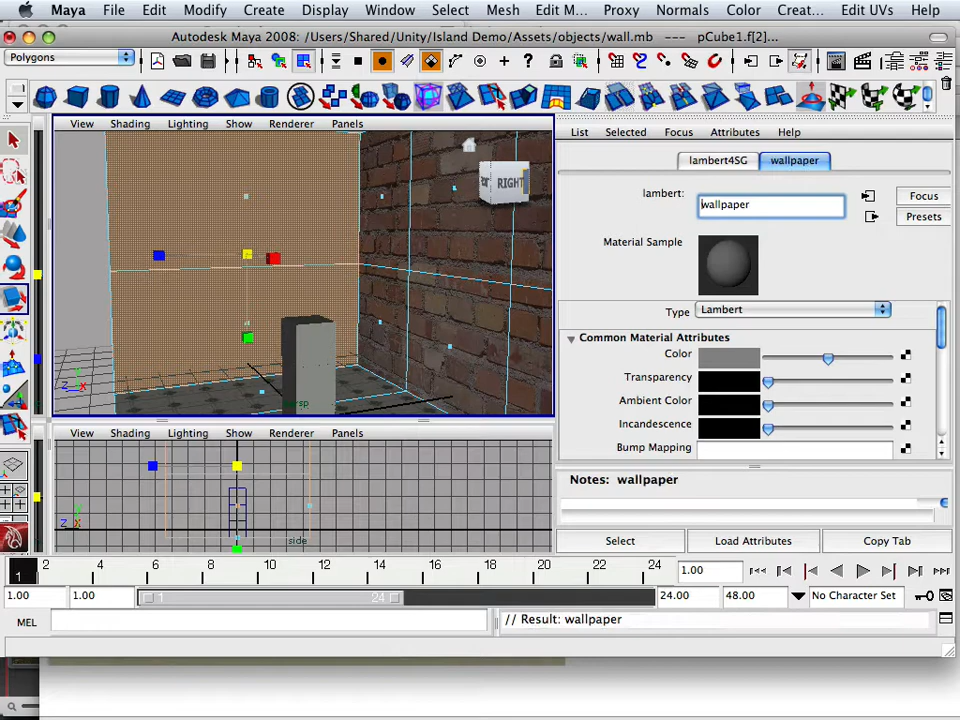 Maya File Edit Modify Create Display Window Select Mesh Edit M... Proxy Normals Color Creat... Edit UVs Help
Autodesk Maya 2008: /Users/Shared/Unity/Island Demo/Assets/objects/wall.mb --- pCube1.f[2]...
Polygons
View Shading Lighting Show Renderer Panels
List Selected Focus Attributes Help
lambert4SG wallpaper
RIGHT
lambert: wallpaper
Focus
Presets
Material Sample
Type Lambert
Common Material Attributes
Color
Transparency
Ambient Color
Incandescence
Bump Mapping
Z X
persp
View Shading Lighting Show Renderer Panels
Notes: wallpaper
Z X
side
Select Load Attributes Copy Tab
1 2 4 6 8 10 12 14 16 18 20 22 24 1.00
1.00 1.00 1 24 24.00 48.00 No Character Set
MEL // Result: wallpaper